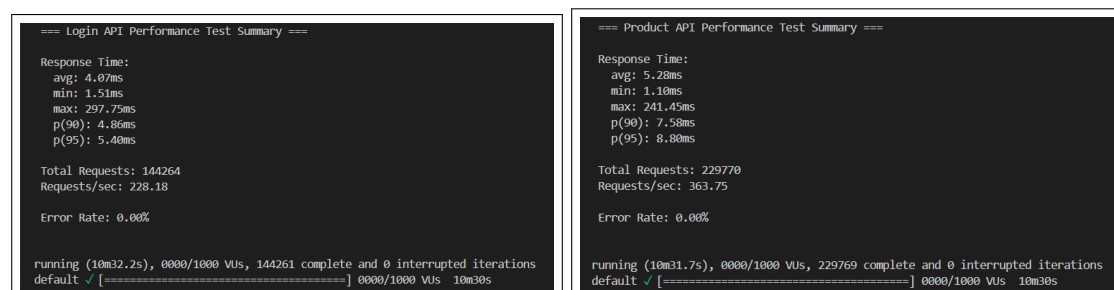 === Login API Performance Test Summary ===
Response Time:
avg: 4.07ms
min: 1.51ms
max: 297.75ms
p(90): 4.86ms
p(95): 5.40ms
Total Requests: 144264
Requests/sec: 228.18
Error Rate: 0.00%
running (10m32.2s), 0000/1000 VUs, 144261 complete and 0 interrupted iterations
default ✓ [======================================] 0000/1000 VUs 10m30s
=== Product API Performance Test Summary ===
Response Time:
avg: 5.28ms
min: 1.10ms
max: 241.45ms
p(90): 7.58ms
p(95): 8.80ms
Total Requests: 229770
Requests/sec: 363.75
Error Rate: 0.00%
running (10m31.7s), 0000/1000 VUs, 229769 complete and 0 interrupted iterations
default ✓ [======================================] 0000/1000 VUs 10m30s